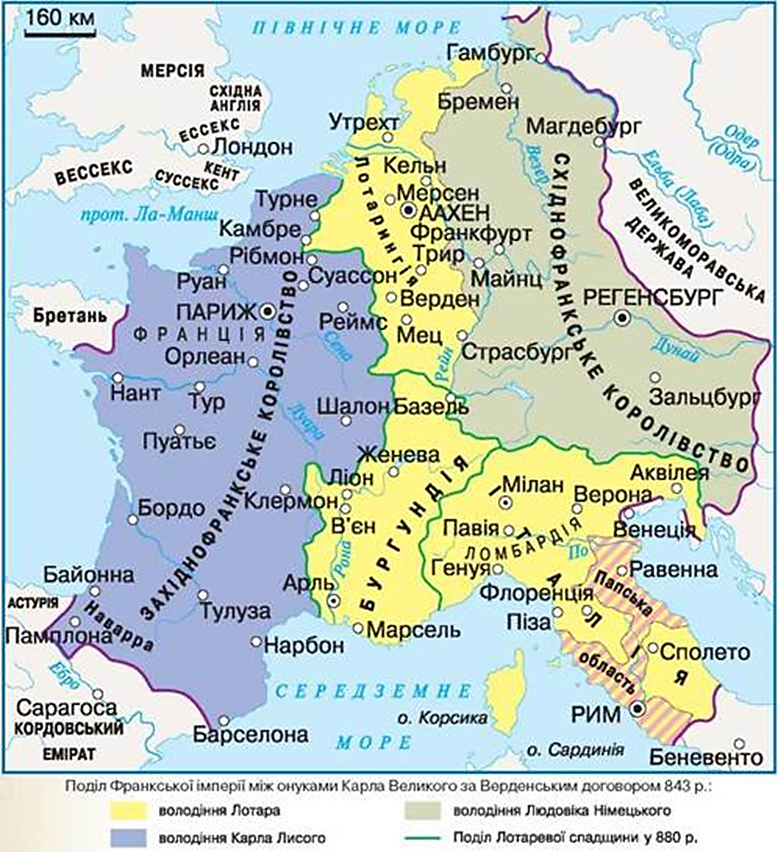 160 км
ПІВНІЧНЕ МОРЕ
Гамбург
МЕРСІЯ
Бремен
СХІДНА
АНГЛІЯ
Утрехт
Магдебург
Одер
(Одра)
ЕССЕКС
Лондон
Везер
Ельба (Лаба)
ВЕССЕКС
КЕНТ
СУССЕКС
Кельн
Лотарингія
Мерсен
ААХЕН
СХІДНОФРАНКСЬКЕ КОРОЛІВСТВО
ВЕЛИКОМОРАВСЬКА
ДЕРЖАВА
прот. Ла-Манш
Турне
Камбре
Франкфурт
Рібмон
Трир
Руан
Суассон
Майнц
ПАРИЖ
Верден
РЕГЕНСБУРГ
Бретань
Реймс
ФРАНЦІЯ
Мец
Сена
Орлеан
Страсбург
Рейн
Дунай
Нант
Тур
Шалон
Базель
Зальцбург
Луара
Пуатьє
ЗАХІДНОФРАНКСЬКЕ КОРОЛІВСТВО
Женева
Ліон
Аквілея
Клермон
Мілан
Верона
Бордо
В'єн
БУРГУНДІЯ
Павія
ЛОМБАРДІЯ
Венеція
По
Рона
Генуя
ІТАЛІЯ
Равенна
Байонна
Арль
Флоренція
Папська
область
АСТУРІЯ
Наварра
Тулуза
Памплона
Марсель
Піза
Нарбон
Сполето
Ебро
СЕРЕДЗЕМНЕ
МОРЕ
Сарагоса
КОРДОВСЬКИЙ
ЕМІРАТ
Барселона
о. Корсика
РИМ
о. Сардинія
Беневенто
Поділ Франкської імперії між онуками Карла Великого за Верденським договором 843 р.:
володіння Лотара
володіння Людовіка Німецького
володіння Карла Лисого
Поділ Лотаревої спадщини у 880 р.